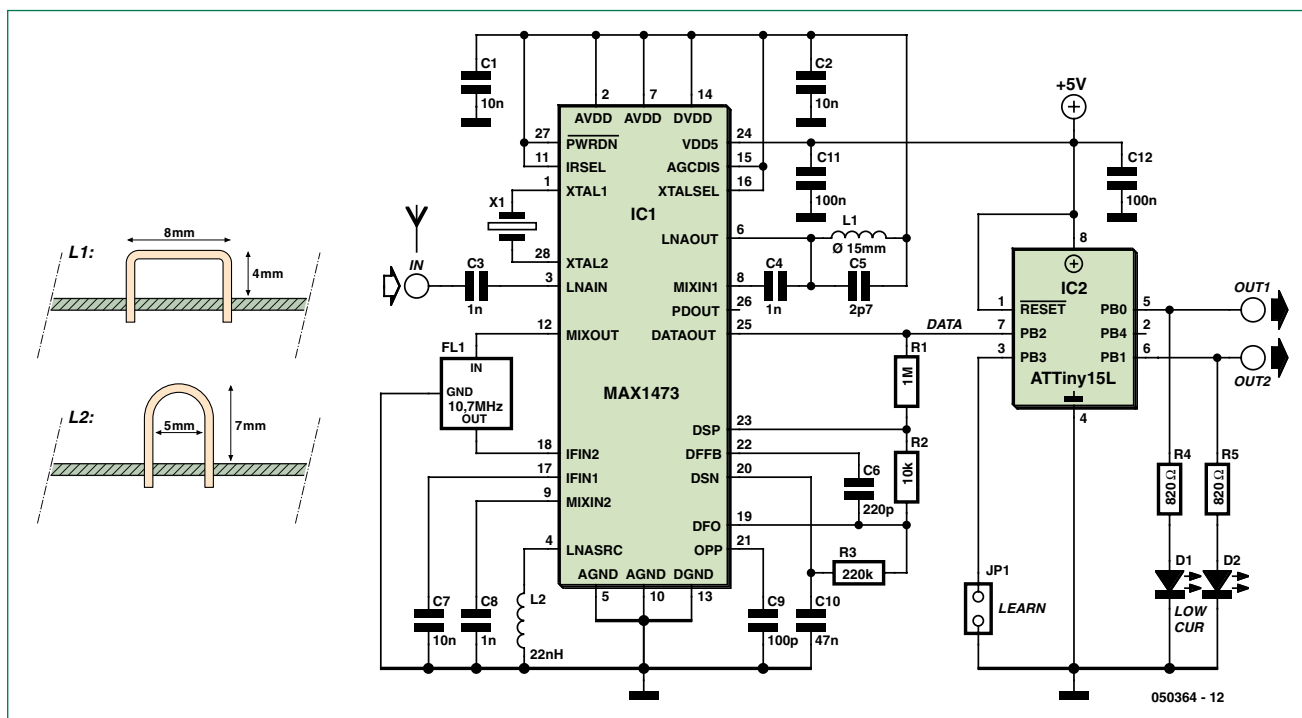 L1:
8mm
4mm
L2:
5mm
7mm
C1
10n
2
7
14
AVDD
AVDD
DVDD
C2
10n
+5V
27
PWRDN
11
IRSEL
1
XTAL1
X1
28
XTAL2
IN
C3
1n
3
LNAIN
12
MIXOUT
FL1
IN
GND
10,7MHz
OUT
18
IFIN2
17
IFIN1
9
MIXIN2
4
LNASRC
IC1
MAX1473
VDD5
24
AGCDIS
15
XTALSEL
16
LNAOUT
6
MIXIN1
8
PDOUT
26
DATAOUT
25
DSP
23
DFFB
22
DSN
20
DFO
19
OPP
21
AGND
AGND
DGND
5
10
13
C11
100n
C12
100n
L1
Ø 15mm
C4
1n
C5
2p7
DATA
R1
1M
R2
10k
C6
220p
R3
220k
C7
10n
C8
1n
L2
22nH
C9
100p
C10
47n
8
IC2
1
RESET
7
PB2
3
PB3
PB0
5
PB4
2
PB1
6
ATTiny15L
4
OUT1
OUT2
R4
820Ω
R5
820Ω
D1
D2
LOW
CUR
JP1
LEARN
050364 - 12